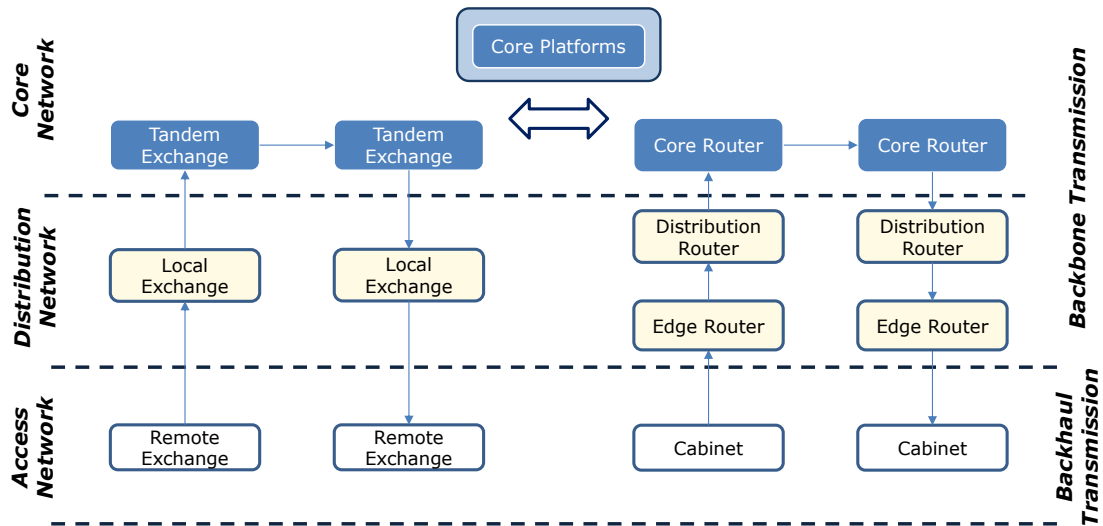 Core Platforms
Core
Network
Tandem
Exchange
Tandem
Exchange
Core Router
Core Router
Backbone Transmission
Distribution
Network
Local
Exchange
Local
Exchange
Distribution
Router
Distribution
Router
Edge Router
Edge Router
Access
Network
Remote
Exchange
Remote
Exchange
Cabinet
Cabinet
Backhaul
Transmission